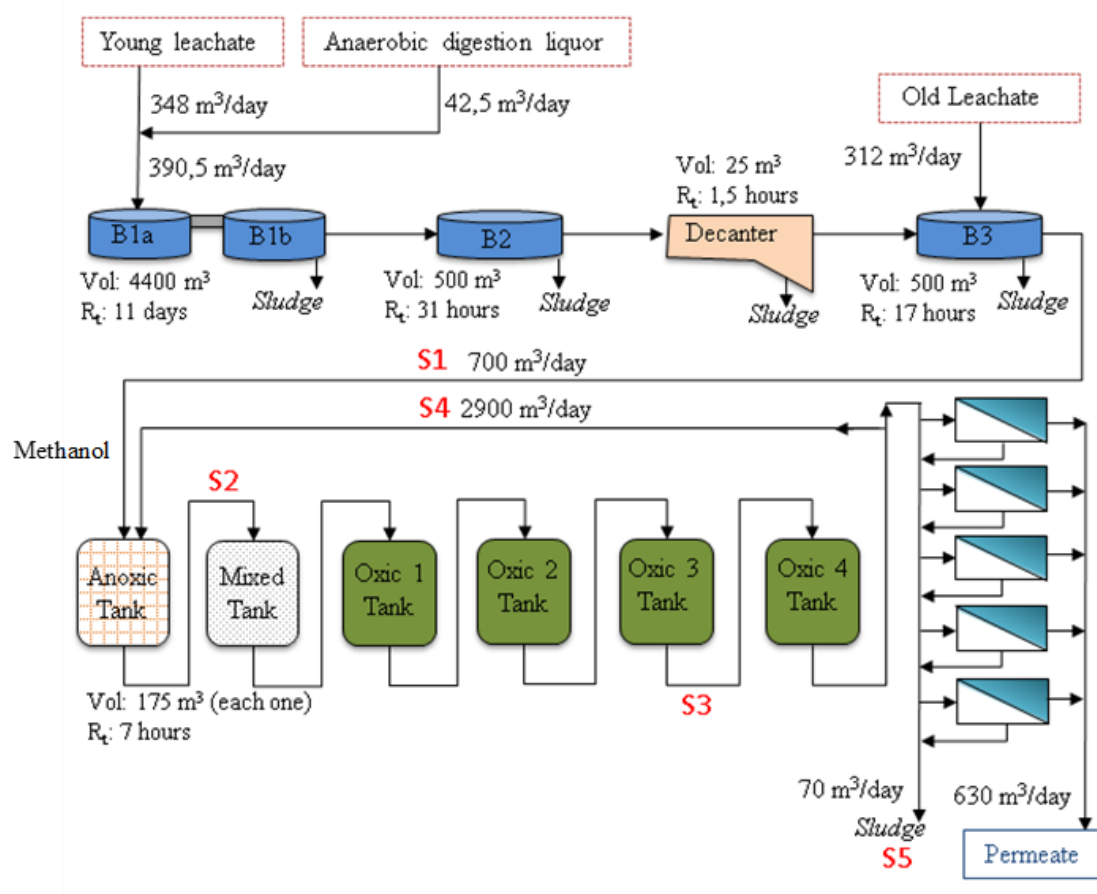 Young leachate
Anaerobic digestion liquor
348 m³/day
42,5 m³/day
Old Leachate
390,5 m³/day
312 m³/day
Vol: 25 m³
Rₜ: 1,5 hours
B1a
B1b
B2
Decanter
B3
Vol: 4400 m³
Rₜ: 11 days
Sludge
Vol: 500 m³
Rₜ: 31 hours
Sludge
Sludge
Vol: 500 m³
Rₜ: 17 hours
Sludge
S1 700 m³/day
S4 2900 m³/day
Methanol
S2
Anoxic
Tank
Mixed
Tank
Oxic 1
Tank
Oxic 2
Tank
Oxic 3
Tank
Oxic 4
Tank
Vol: 175 m³ (each one)
Rₜ: 7 hours
S3
70 m³/day
Sludge
S5
630 m³/day
Permeate